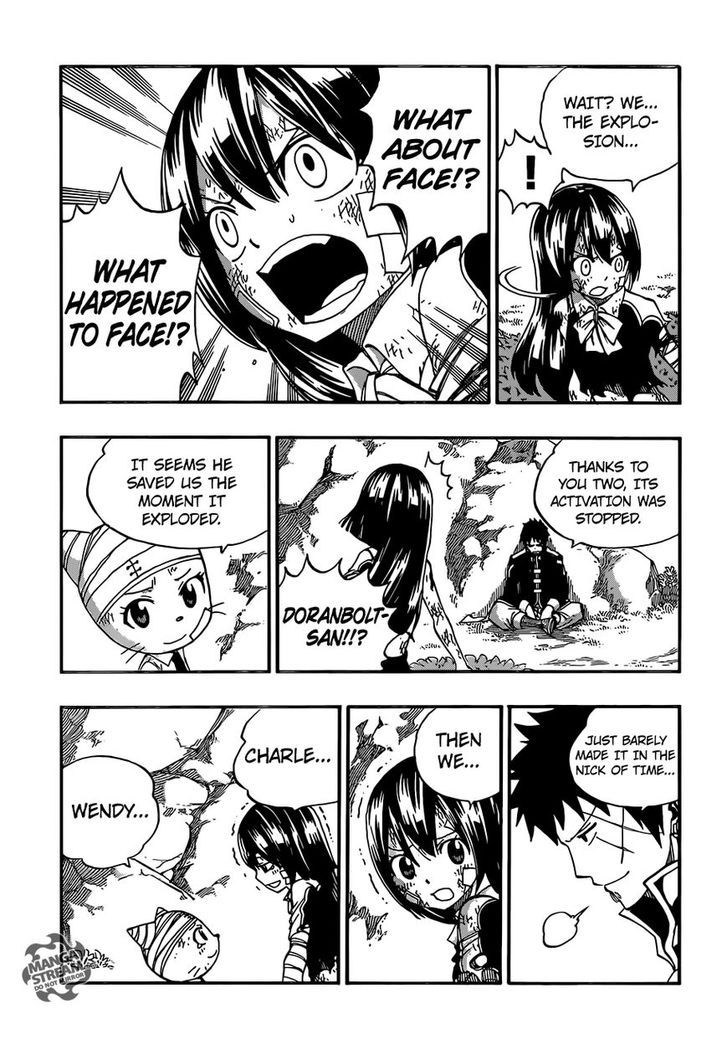 WAIT? WE...
THE EXPLO-
SION...
!
WHAT
ABOUT
FACE!?
WHAT
HAPPENED
TO FACE!?
THANKS TO
YOU TWO, ITS
ACTIVATION WAS
STOPPED.
DORANBOLT-
SAN!!?
IT SEEMS HE
SAVED US THE
MOMENT IT
EXPLODED.
JUST BARELY
MADE IT IN THE
NICK OF TIME...
THEN
WE...
CHARLE...
WENDY...
MANGA
STREAM
DO NOT MIRROR